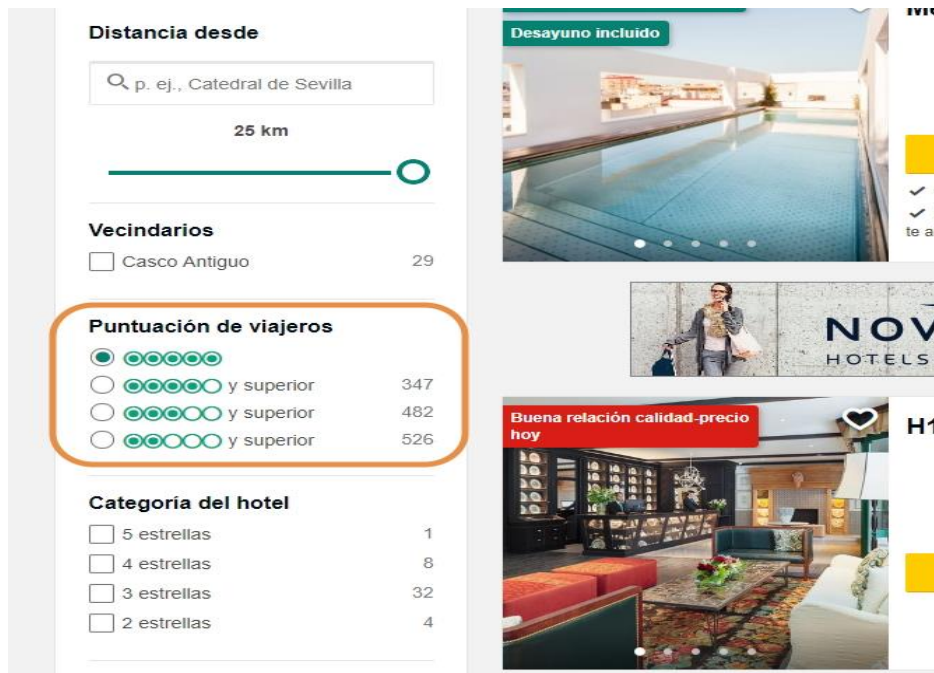 Distancia desde
p. ej., Catedral de Sevilla
25 km
Vecindarios
Casco Antiguo 29
Puntuación de viajeros
y superior 347
y superior 482
y superior 526
Categoría del hotel
5 estrellas 1
4 estrellas 8
3 estrellas 32
2 estrellas 4
Desayuno incluido
te a
NOV
HOTELS
Buena relación calidad-precio
hoy
H1